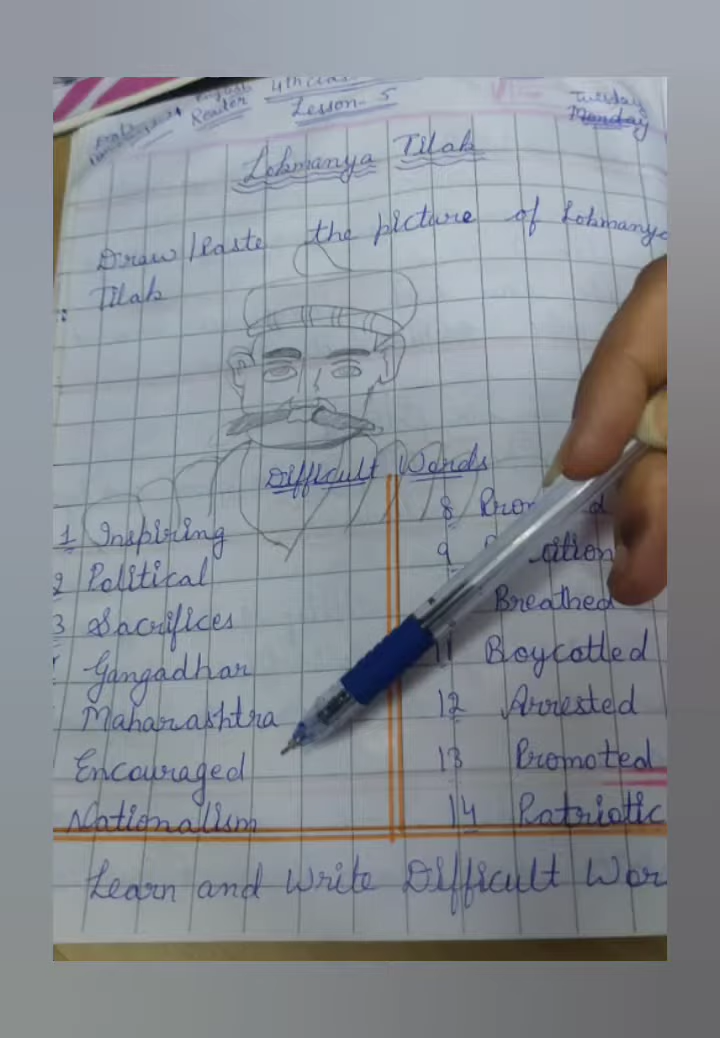 English
Reader
4th
Lesson-5
Tuesday
Monday
Lokmanya Tilak
Draw/Paste the picture of Lokmanya
Tilak
Difficult Words
1 Inspiring
2 Political
3 Sacrifices
Gangadhar
Maharashtra
Encouraged
Nationalism
8
9
Breathed
11 Boycotted
12 Arrested
13 Promoted
14 Patriotic
Learn and Write Difficult